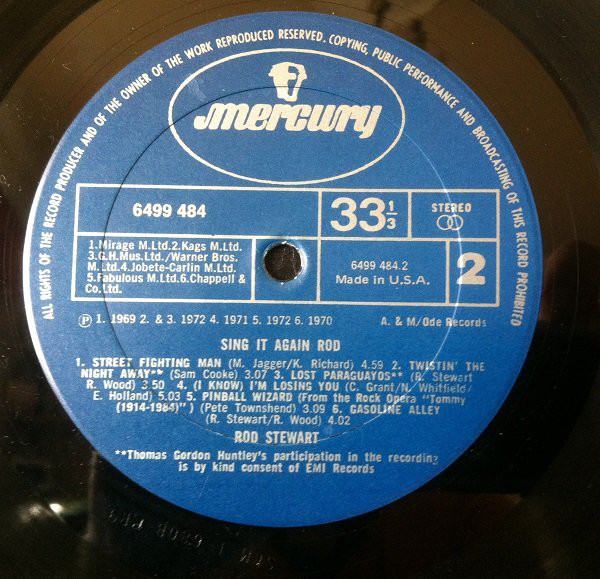 ALL RIGHTS OF THE RECORD PRODUCER AND OF THE OWNER OF THE WORK REPRODUCED RESERVED. COPYING, PUBLIC PERFORMANCE AND BROADCASTING OF THIS RECORD PROHIBITED
mercury
6499 484
33 1/3
STEREO
1.Mirage M.Ltd.2.Kags M.Ltd.
3.G.H.Mus.Ltd./Warner Bros.
M.Ltd.4.Jobete-Carlin M.Ltd.
5.Fabulous M.Ltd.6.Chappell &
Co.Ltd.
6499 484.2
Made in U.S.A.
2
Ⓟ 1. 1969 2. & 3. 1972 4. 1971 5. 1972 6. 1970
A. & M/Ode Records
SING IT AGAIN ROD
1. STREET FIGHTING MAN (M. Jagger/K. Richard) 4.59 2. TWISTIN' THE
NIGHT AWAY** (Sam Cooke) 3.07 3. LOST PARAGUAYOS** (R. Stewart
R. Wood) 3.50 4. (I KNOW) I'M LOSING YOU (C. Grant/N. Whitfield/
E. Holland) 5.03 5. PINBALL WIZARD (From the Rock Opera "Tommy
(1914-1984)") (Pete Townshend) 3.09 6. GASOLINE ALLEY
(R. Stewart/R. Wood) 4.02
ROD STEWART
**Thomas Gordon Huntley's participation in the recording
is by kind consent of EMI Records